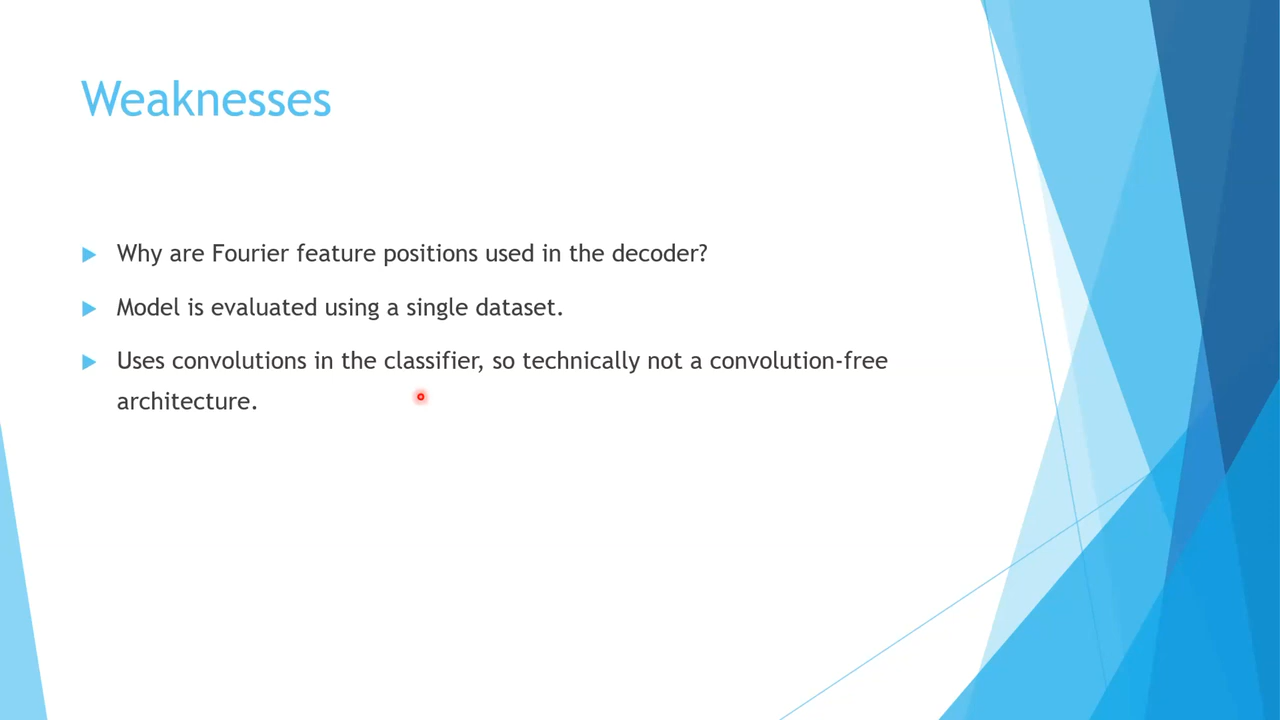 Weaknesses
Why are Fourier feature positions used in the decoder?
Model is evaluated using a single dataset.
Uses convolutions in the classifier, so technically not a convolution-free
architecture.